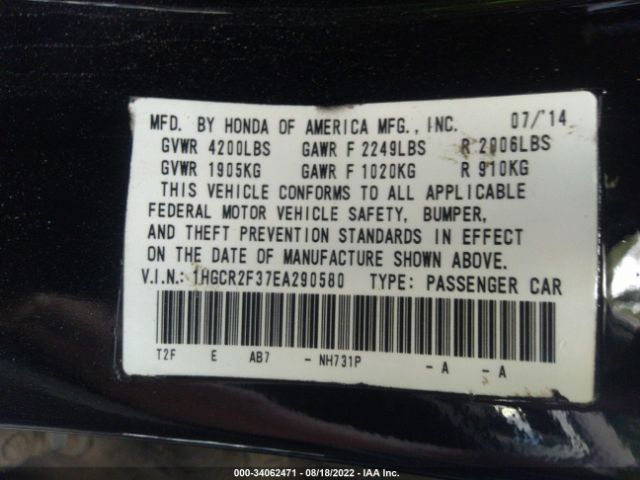 MFD. BY HONDA OF AMERICA MFG., INC. 07/'14
GVWR 4200LBS GAWR F 2249LBS R 2006LBS
GVWR 1905KG GAWR F 1020KG R 910KG
THIS VEHICLE CONFORMS TO ALL APPLICABLE
FEDERAL MOTOR VEHICLE SAFETY, BUMPER,
AND THEFT PREVENTION STANDARDS IN EFFECT
ON THE DATE OF MANUFACTURE SHOWN ABOVE.
V.I.N.: 1HGCR2F37EA290580 TYPE: PASSENGER CAR
T2F E AB7 - NH731P - A - A
000-34062471 - 08/18/2022 - IAA Inc.